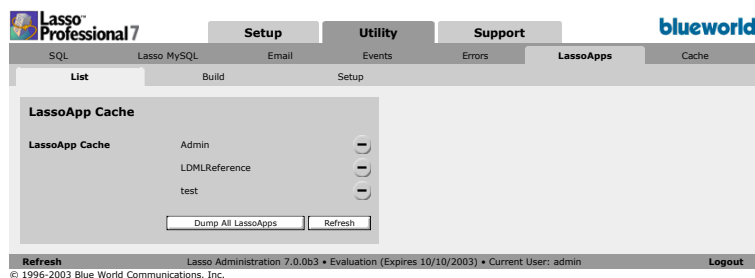 Lasso™
Professional 7
Setup Utility Support blueworld
SQL Lasso MySQL Email Events Errors LassoApps Cache
List Build Setup
LassoApp Cache
LassoApp Cache Admin
LDMLReference
test
Dump All LassoApps Refresh
Refresh Lasso Administration 7.0.0b3 • Evaluation (Expires 10/10/2003) • Current User: admin Logout
© 1996-2003 Blue World Communications, Inc.